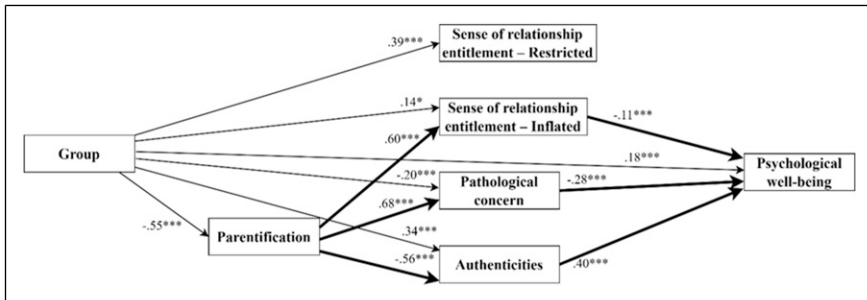 Sense of relationship
entitlement – Restricted
.39***
.14*
Sense of relationship
entitlement – Inflated
-.11***
.60***
Group
.18***
Psychological
well-being
-.20***
Pathological
concern
-.28***
.68***
-.55***
Parentification
.34***
-.56***
Authenticities
.40***